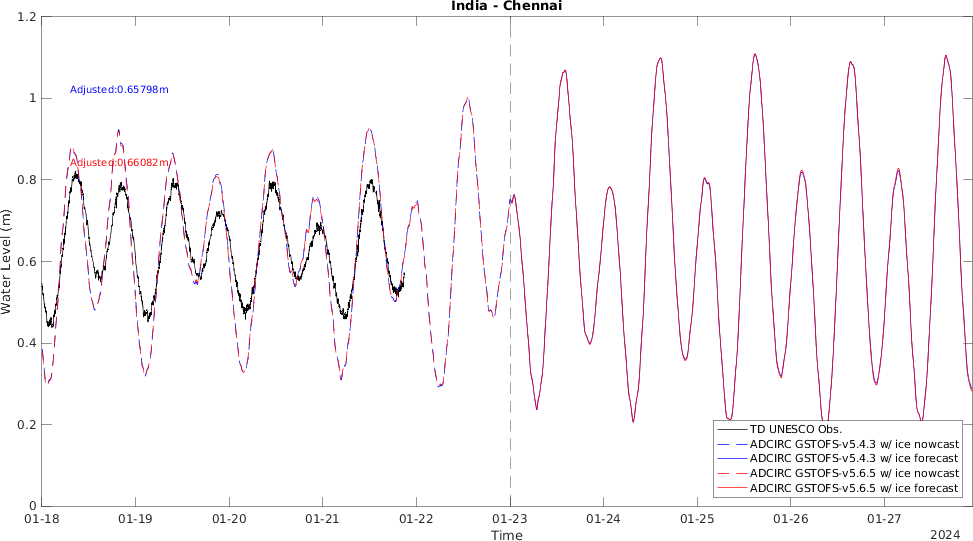 India - Chennai
1.2
1
0.8
0.6
0.4
0.2
0
Water Level (m)
Adjusted:0.65798m
Adjusted:0.66082m
TD UNESCO Obs.
ADCIRC GSTOFS-v5.4.3 w/ ice nowcast
ADCIRC GSTOFS-v5.4.3 w/ ice forecast
ADCIRC GSTOFS-v5.6.5 w/ ice nowcast
ADCIRC GSTOFS-v5.6.5 w/ ice forecast
01-18 01-19 01-20 01-21 01-22 01-23 01-24 01-25 01-26 01-27
Time
2024